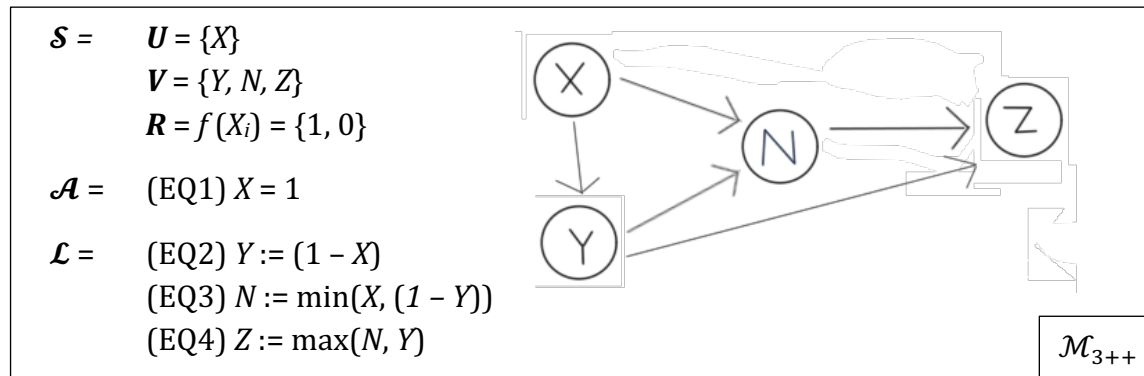 𝓢 = U = {X}
V = {Y, N, Z}
R = f (Xᵢ) = {1, 0}
𝓐 = (EQ1) X = 1
𝓛 = (EQ2) Y := (1 – X)
(EQ3) N := min(X, (1 – Y))
(EQ4) Z := max(N, Y)
X
Z
N
Y
ℳ₃₊₊